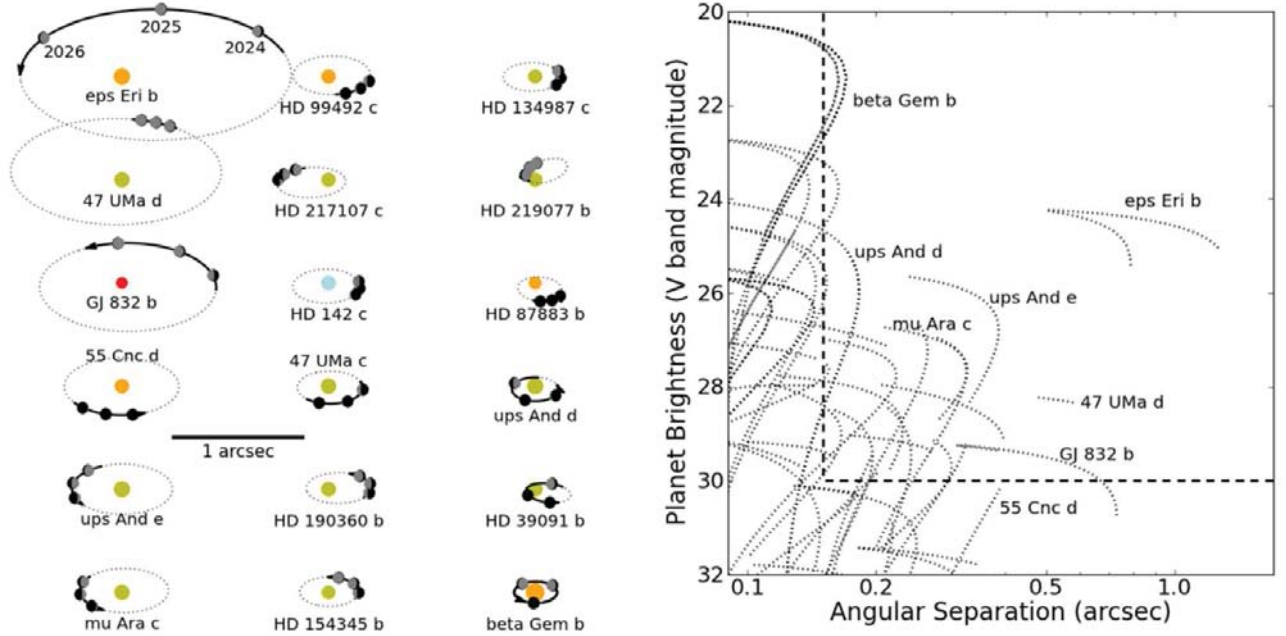 2026
2025
2024
eps Eri b
HD 99492 c
HD 134987 c
47 UMa d
HD 217107 c
HD 219077 b
GJ 832 b
HD 142 c
HD 87883 b
55 Cnc d
47 UMa c
ups And d
1 arcsec
ups And e
HD 190360 b
HD 39091 b
mu Ara c
HD 154345 b
beta Gem b
Planet Brightness (V band magnitude)
20
22
24
26
28
30
32
beta Gem b
eps Eri b
ups And d
ups And e
mu Ara c
47 UMa d
GJ 832 b
55 Cnc d
0.1
0.2
0.5
1.0
Angular Separation (arcsec)